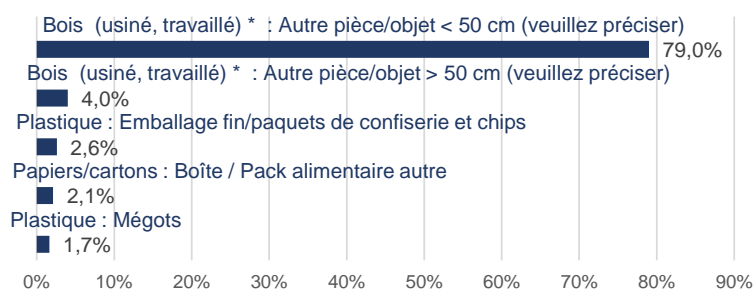 Bois  (usiné, travaillé) *  : Autre pièce/objet < 50 cm (veuillez préciser)
79,0%
Bois  (usiné, travaillé) *  : Autre pièce/objet > 50 cm (veuillez préciser)
4,0%
Plastique : Emballage fin/paquets de confiserie et chips
2,6%
Papiers/cartons : Boîte / Pack alimentaire autre
2,1%
Plastique : Mégots
1,7%
0% 10% 20% 30% 40% 50% 60% 70% 80% 90%